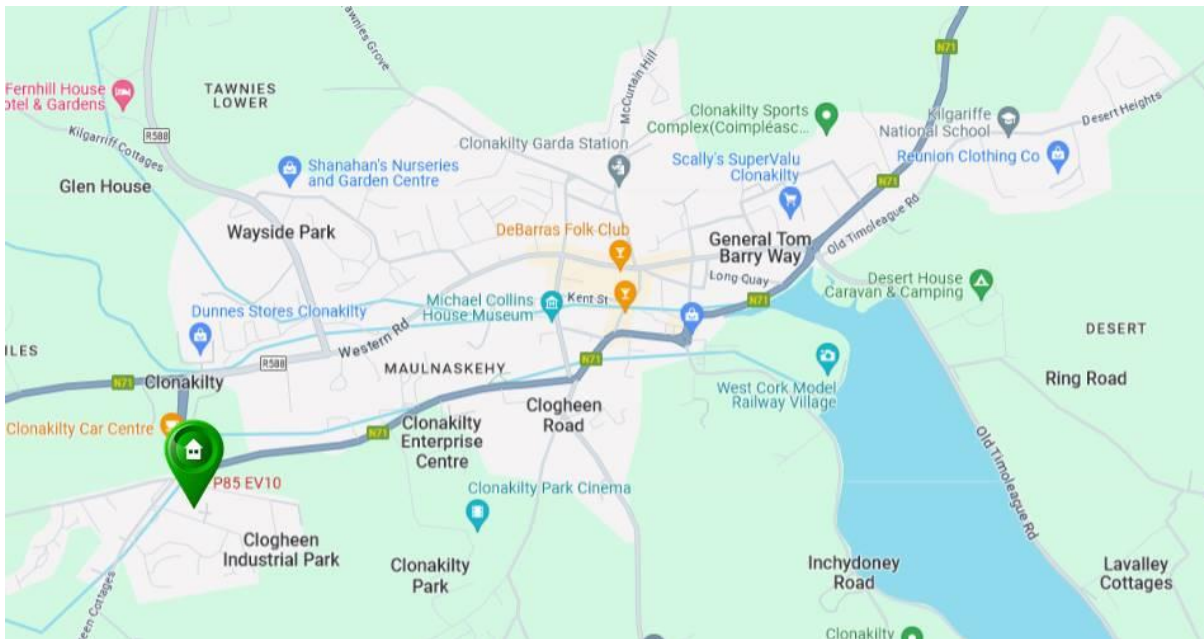 N71
Tawnies Grove
McCurtain Hill
Fernhill House
otel & Gardens
TAWNIES
LOWER
R588
Kilgarriff Cottages
Clonakilty Sports
Complex(Coimpléasc...
Kilgariffe
National School
Desert Heights
Clonakilty Garda Station
Reunion Clothing Co
Shanahan's Nurseries
and Garden Centre
Scally's SuperValu
Clonakilty
N71
Glen House
Wayside Park
DeBarras Folk Club
General Tom
Barry Way
Old Timoleague Rd
Long Quay
Desert House
Caravan & Camping
Michael Collins
House Museum
Kent St
N71
Dunnes Stores Clonakilty
Western Rd
DESERT
ILES
R588
MAULNASKEHY
N71
West Cork Model
Railway Village
Ring Road
N71
Clonakilty
Clogheen
Road
Clonakilty Car Centre
N71
Clonakilty
Enterprise
Centre
Old Timoleague Rd
P85 EV10
Clonakilty Park Cinema
Clogheen
Industrial Park
Clonakilty
Park
Inchydoney
Road
Lavalley
Cottages
gheen Cottages
Clonakilty